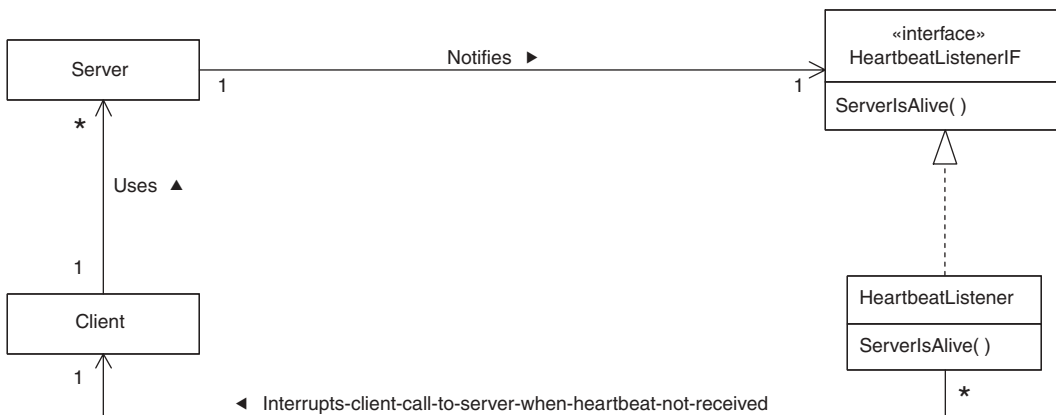 «interface»
HeartbeatListenerIF
Server
Notifies ►
1
1
ServerIsAlive( )
*
Uses ▲
1
Client
HeartbeatListener
ServerIsAlive( )
1
*
◄ Interrupts-client-call-to-server-when-heartbeat-not-received